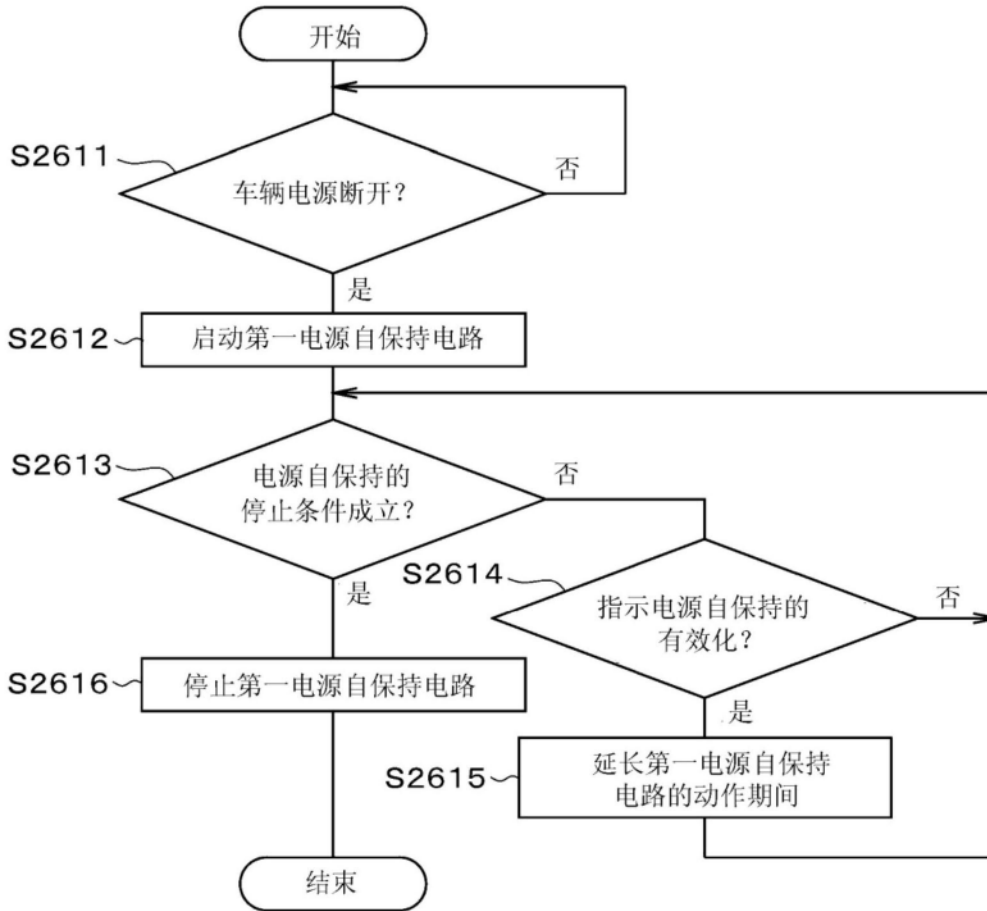 开始
S2611
车辆电源断开?
否
是
S2612
启动第一电源自保持电路
S2613
电源自保持的
停止条件成立?
否
是
S2614
指示电源自保持的
有效化?
否
S2616
停止第一电源自保持电路
是
S2615
延长第一电源自保持
电路的动作期间
结束